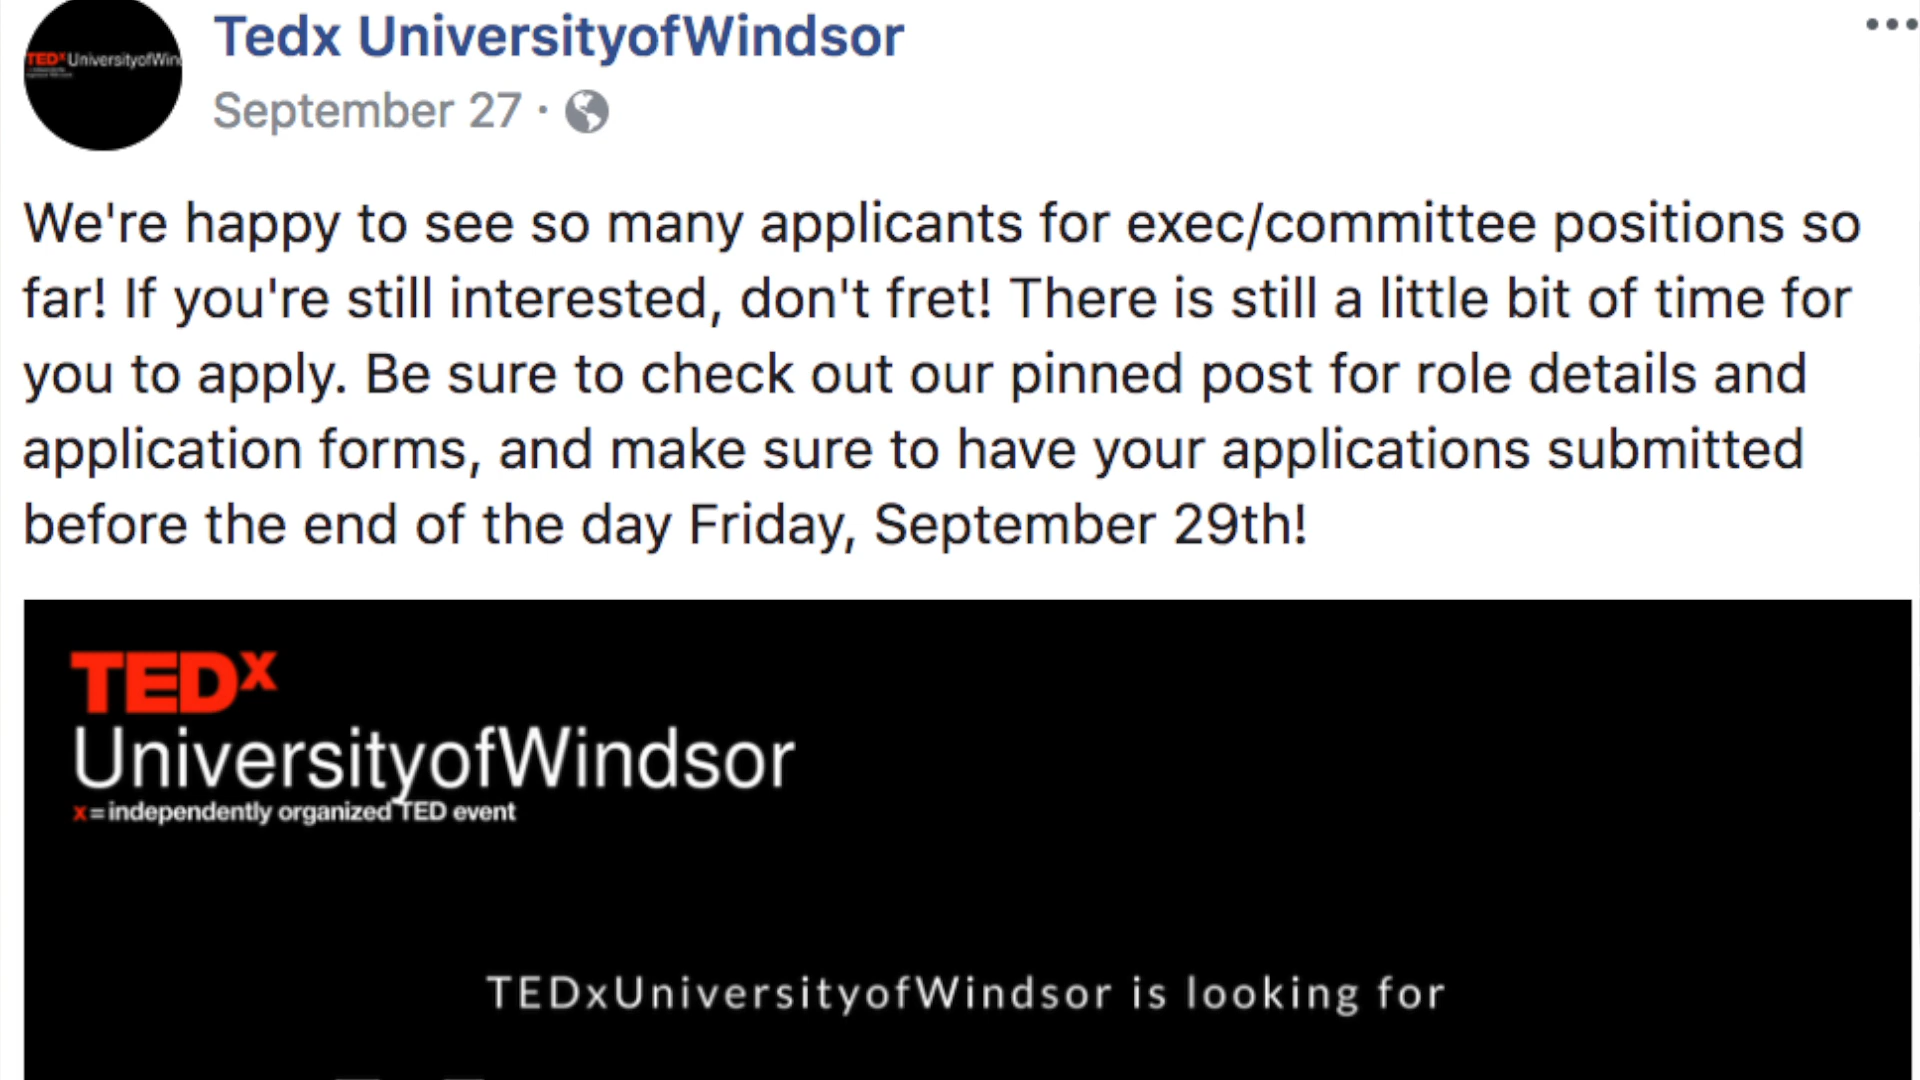 TEDxUniversityofWin
Tedx UniversityofWindsor
September 27 ·
We're happy to see so many applicants for exec/committee positions so
far! If you're still interested, don't fret! There is still a little bit of time for
you to apply. Be sure to check out our pinned post for role details and
application forms, and make sure to have your applications submitted
before the end of the day Friday, September 29th!
TEDx
UniversityofWindsor
x=independently organized TED event
TEDxUniversityofWindsor is looking for